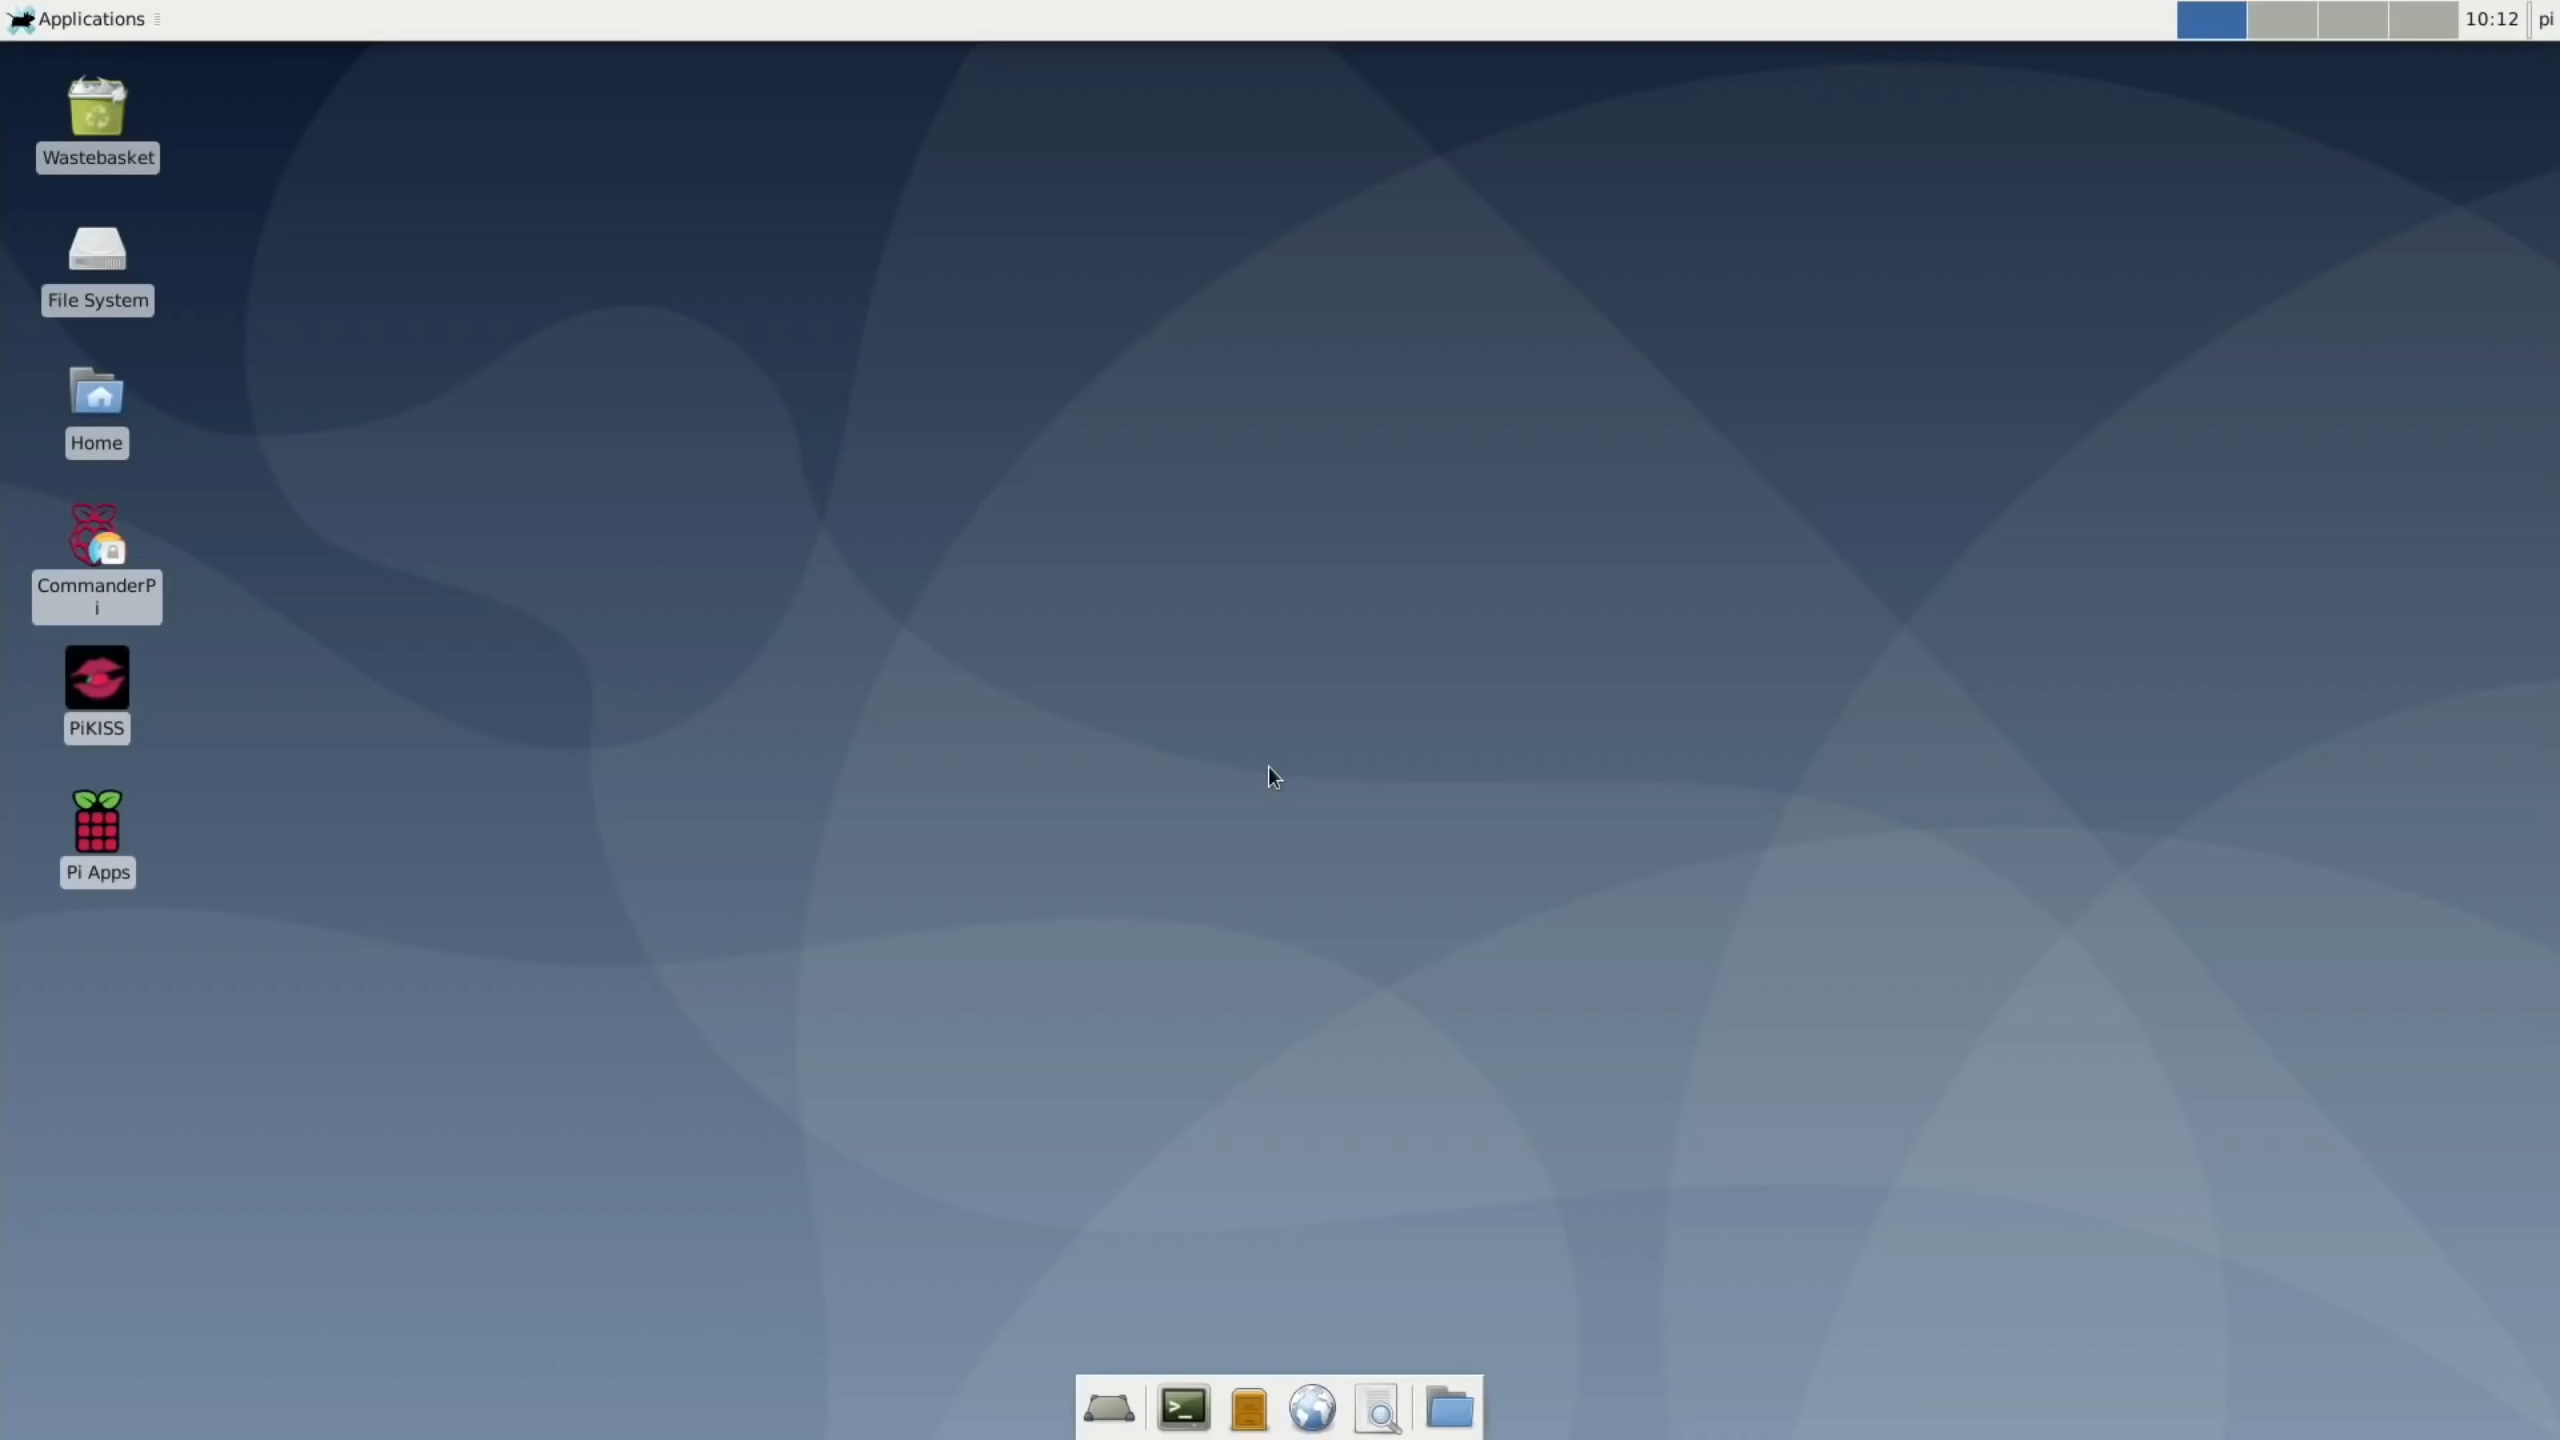 Applications
10:12
pi
Wastebasket
File System
Home
CommanderP
i
PiKISS
Pi Apps
>_